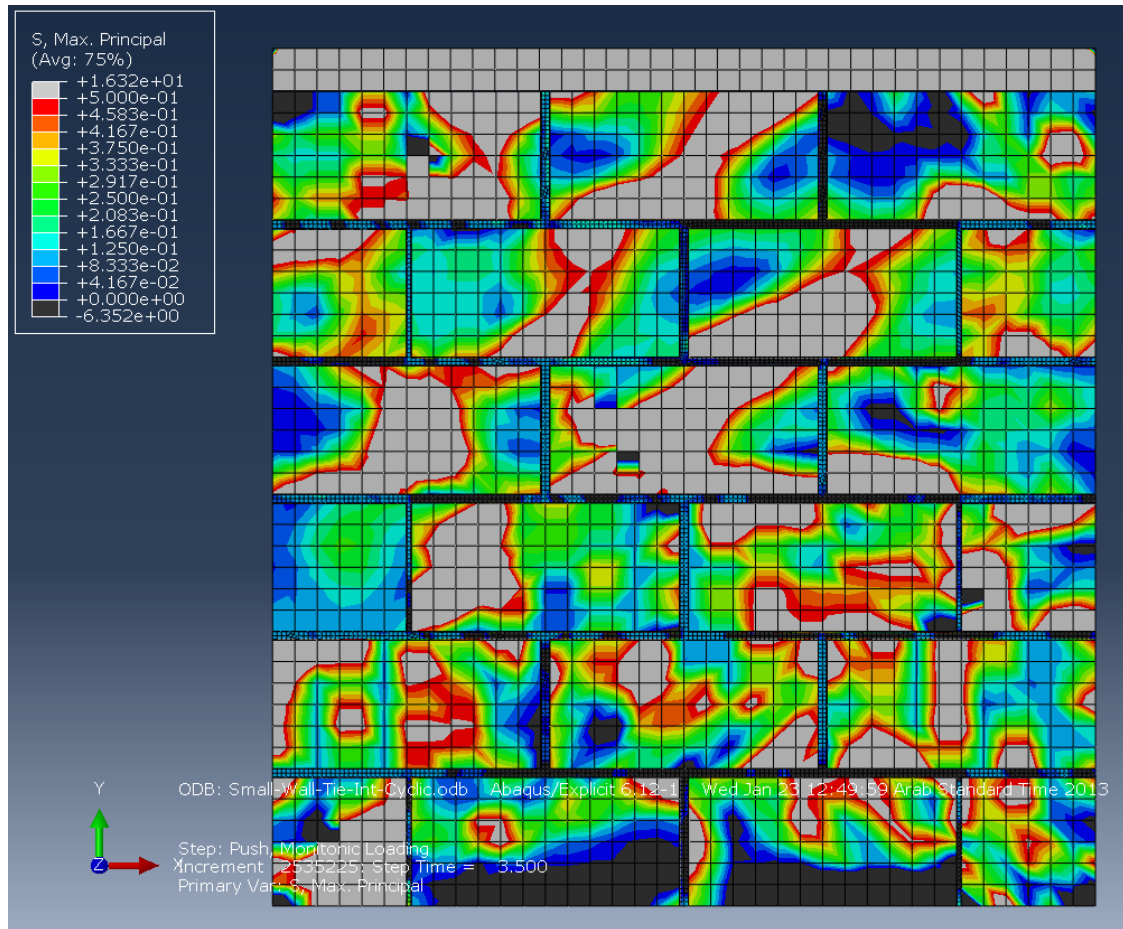 S, Max. Principal
(Avg: 75%)
+1.632e+01
+5.000e-01
+4.583e-01
+4.167e-01
+3.750e-01
+3.333e-01
+2.917e-01
+2.500e-01
+2.083e-01
+1.667e-01
+1.250e-01
+8.333e-02
+4.167e-02
+0.000e+00
-6.352e+00
Y
Z
X
ODB: Small-Wall-Tie-Int-Cyclic.odb Abaqus/Explicit 6.12-1 Wed Jan 23 12:49:59 Arab Standard Time 2013
Step: Push, Monitonic Loading
Increment 2535225: Step Time = 3.500
Primary Var: S, Max. Principal